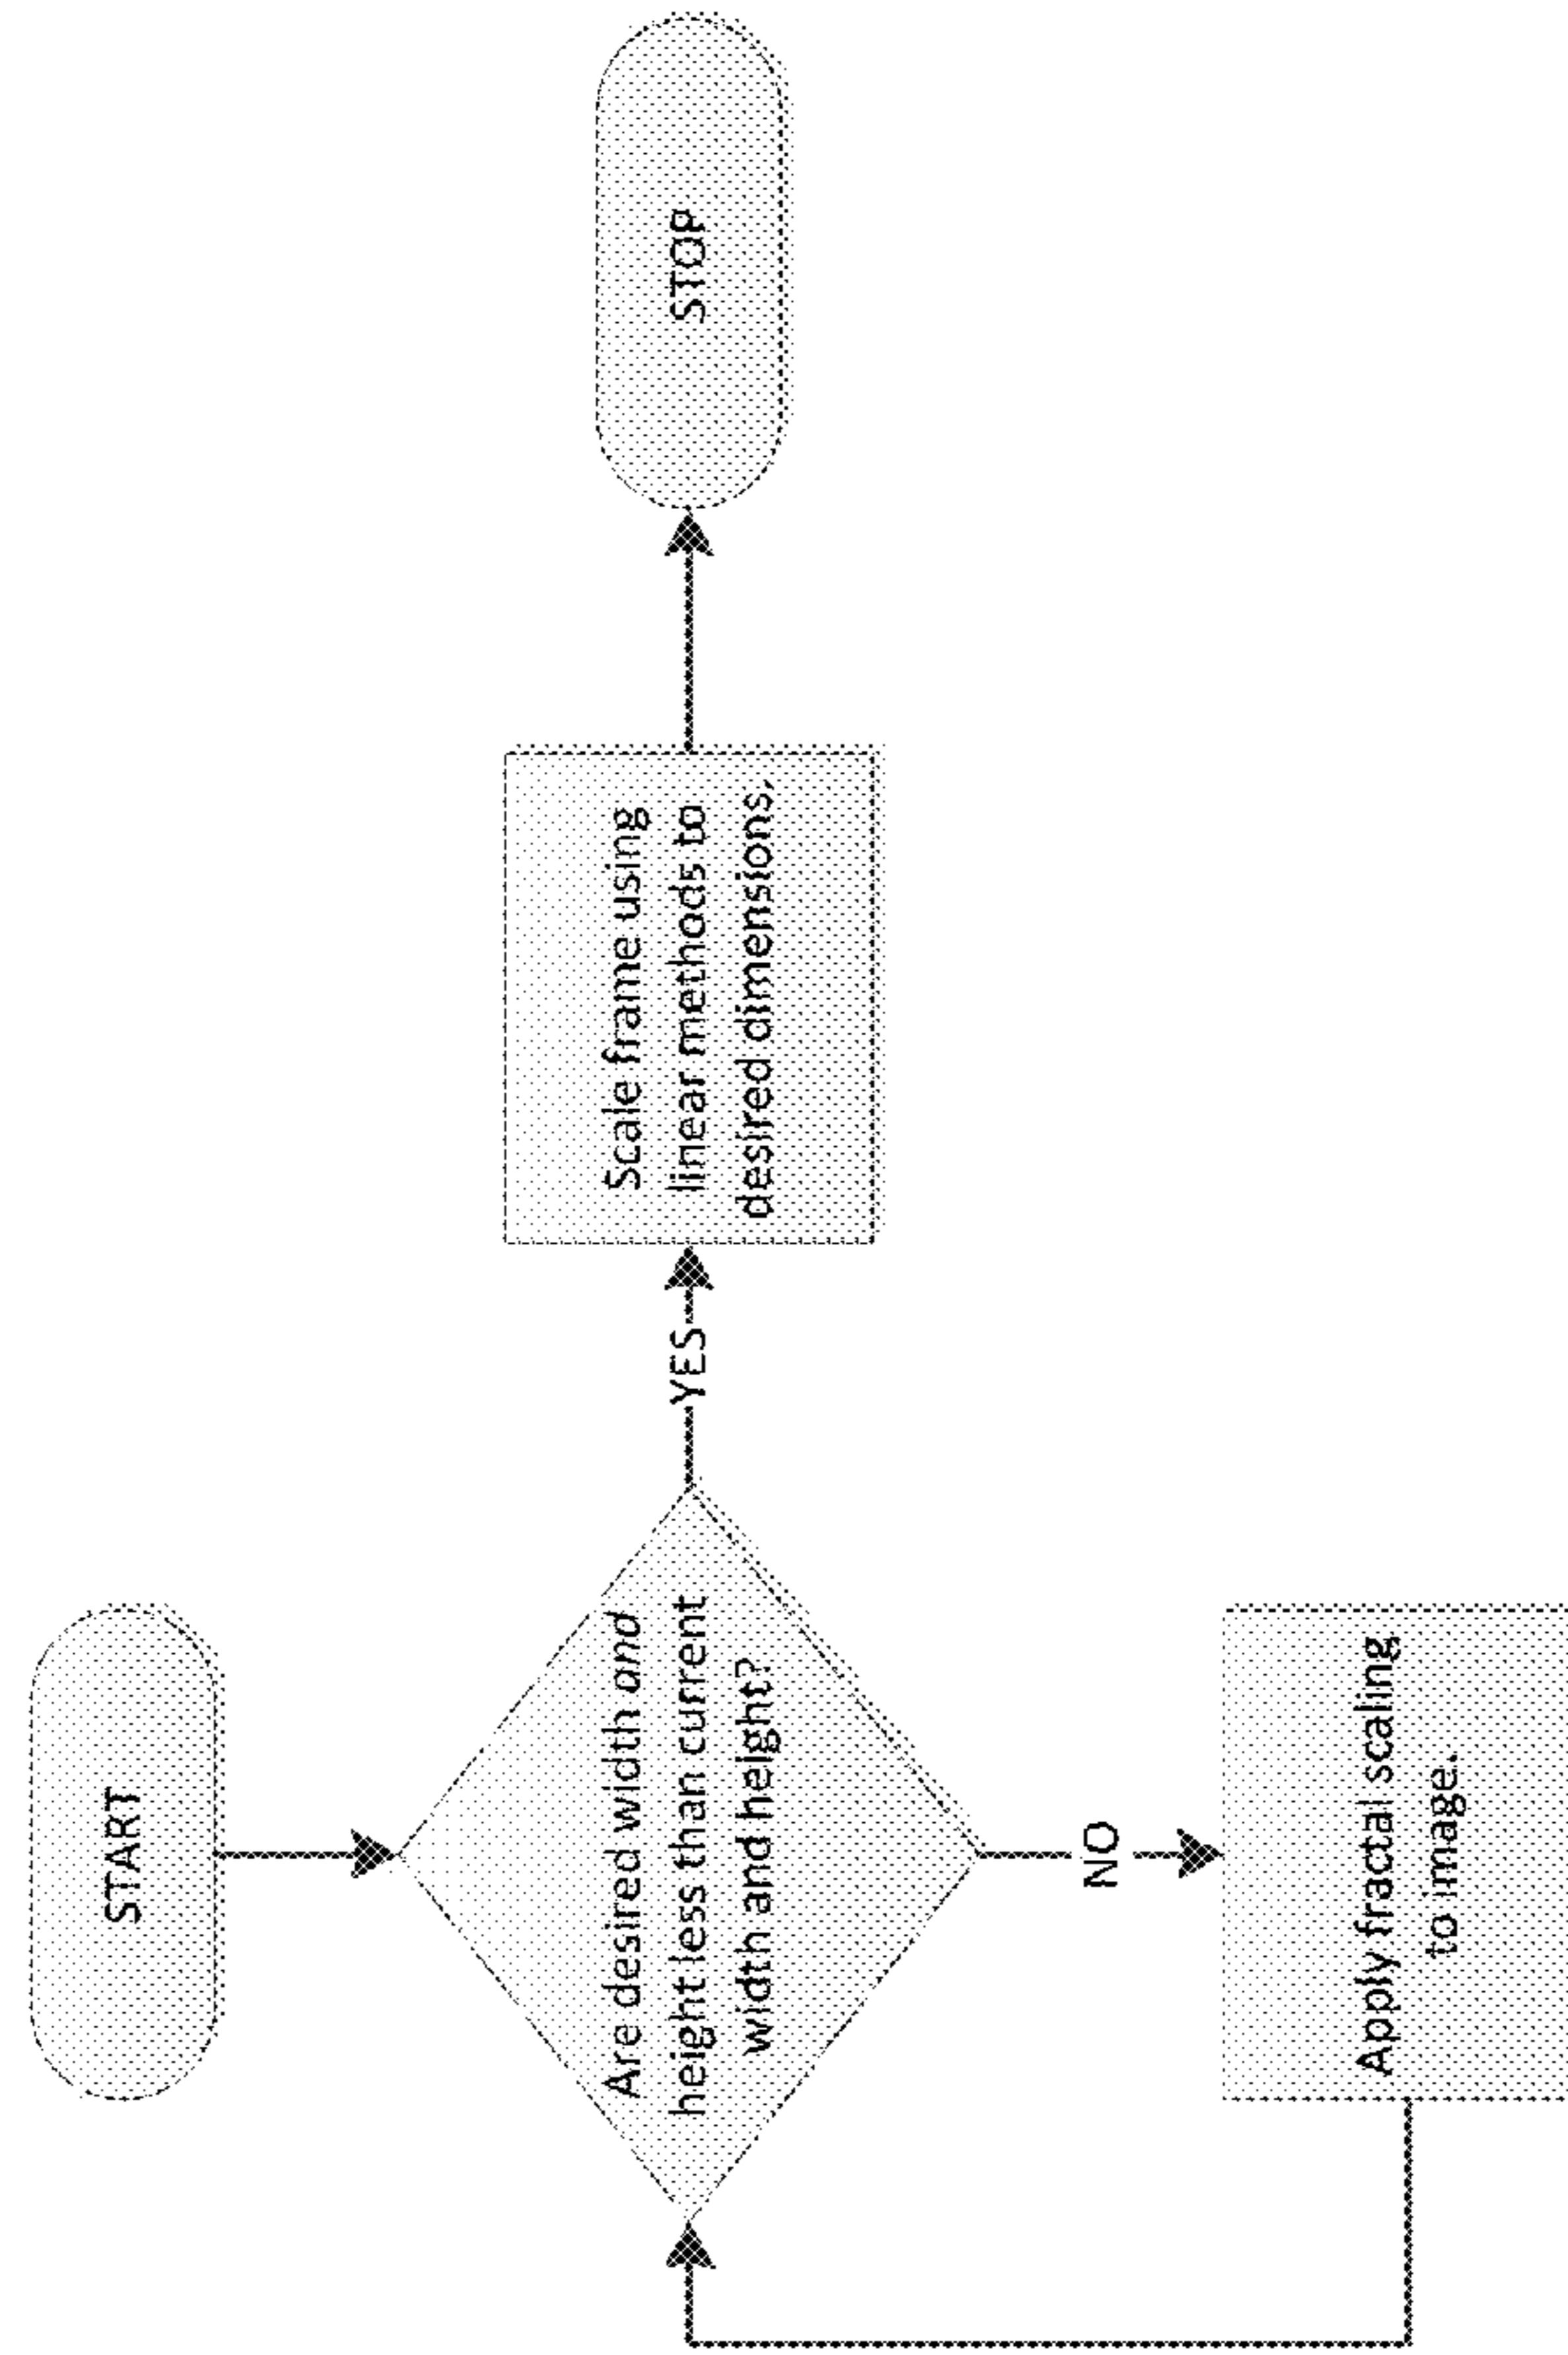 START
Are desired width and
height less than current
width and height?
YES
Scale frame using
linear methods to
desired dimensions.
STOP
NO
Apply fractal scaling
to image.